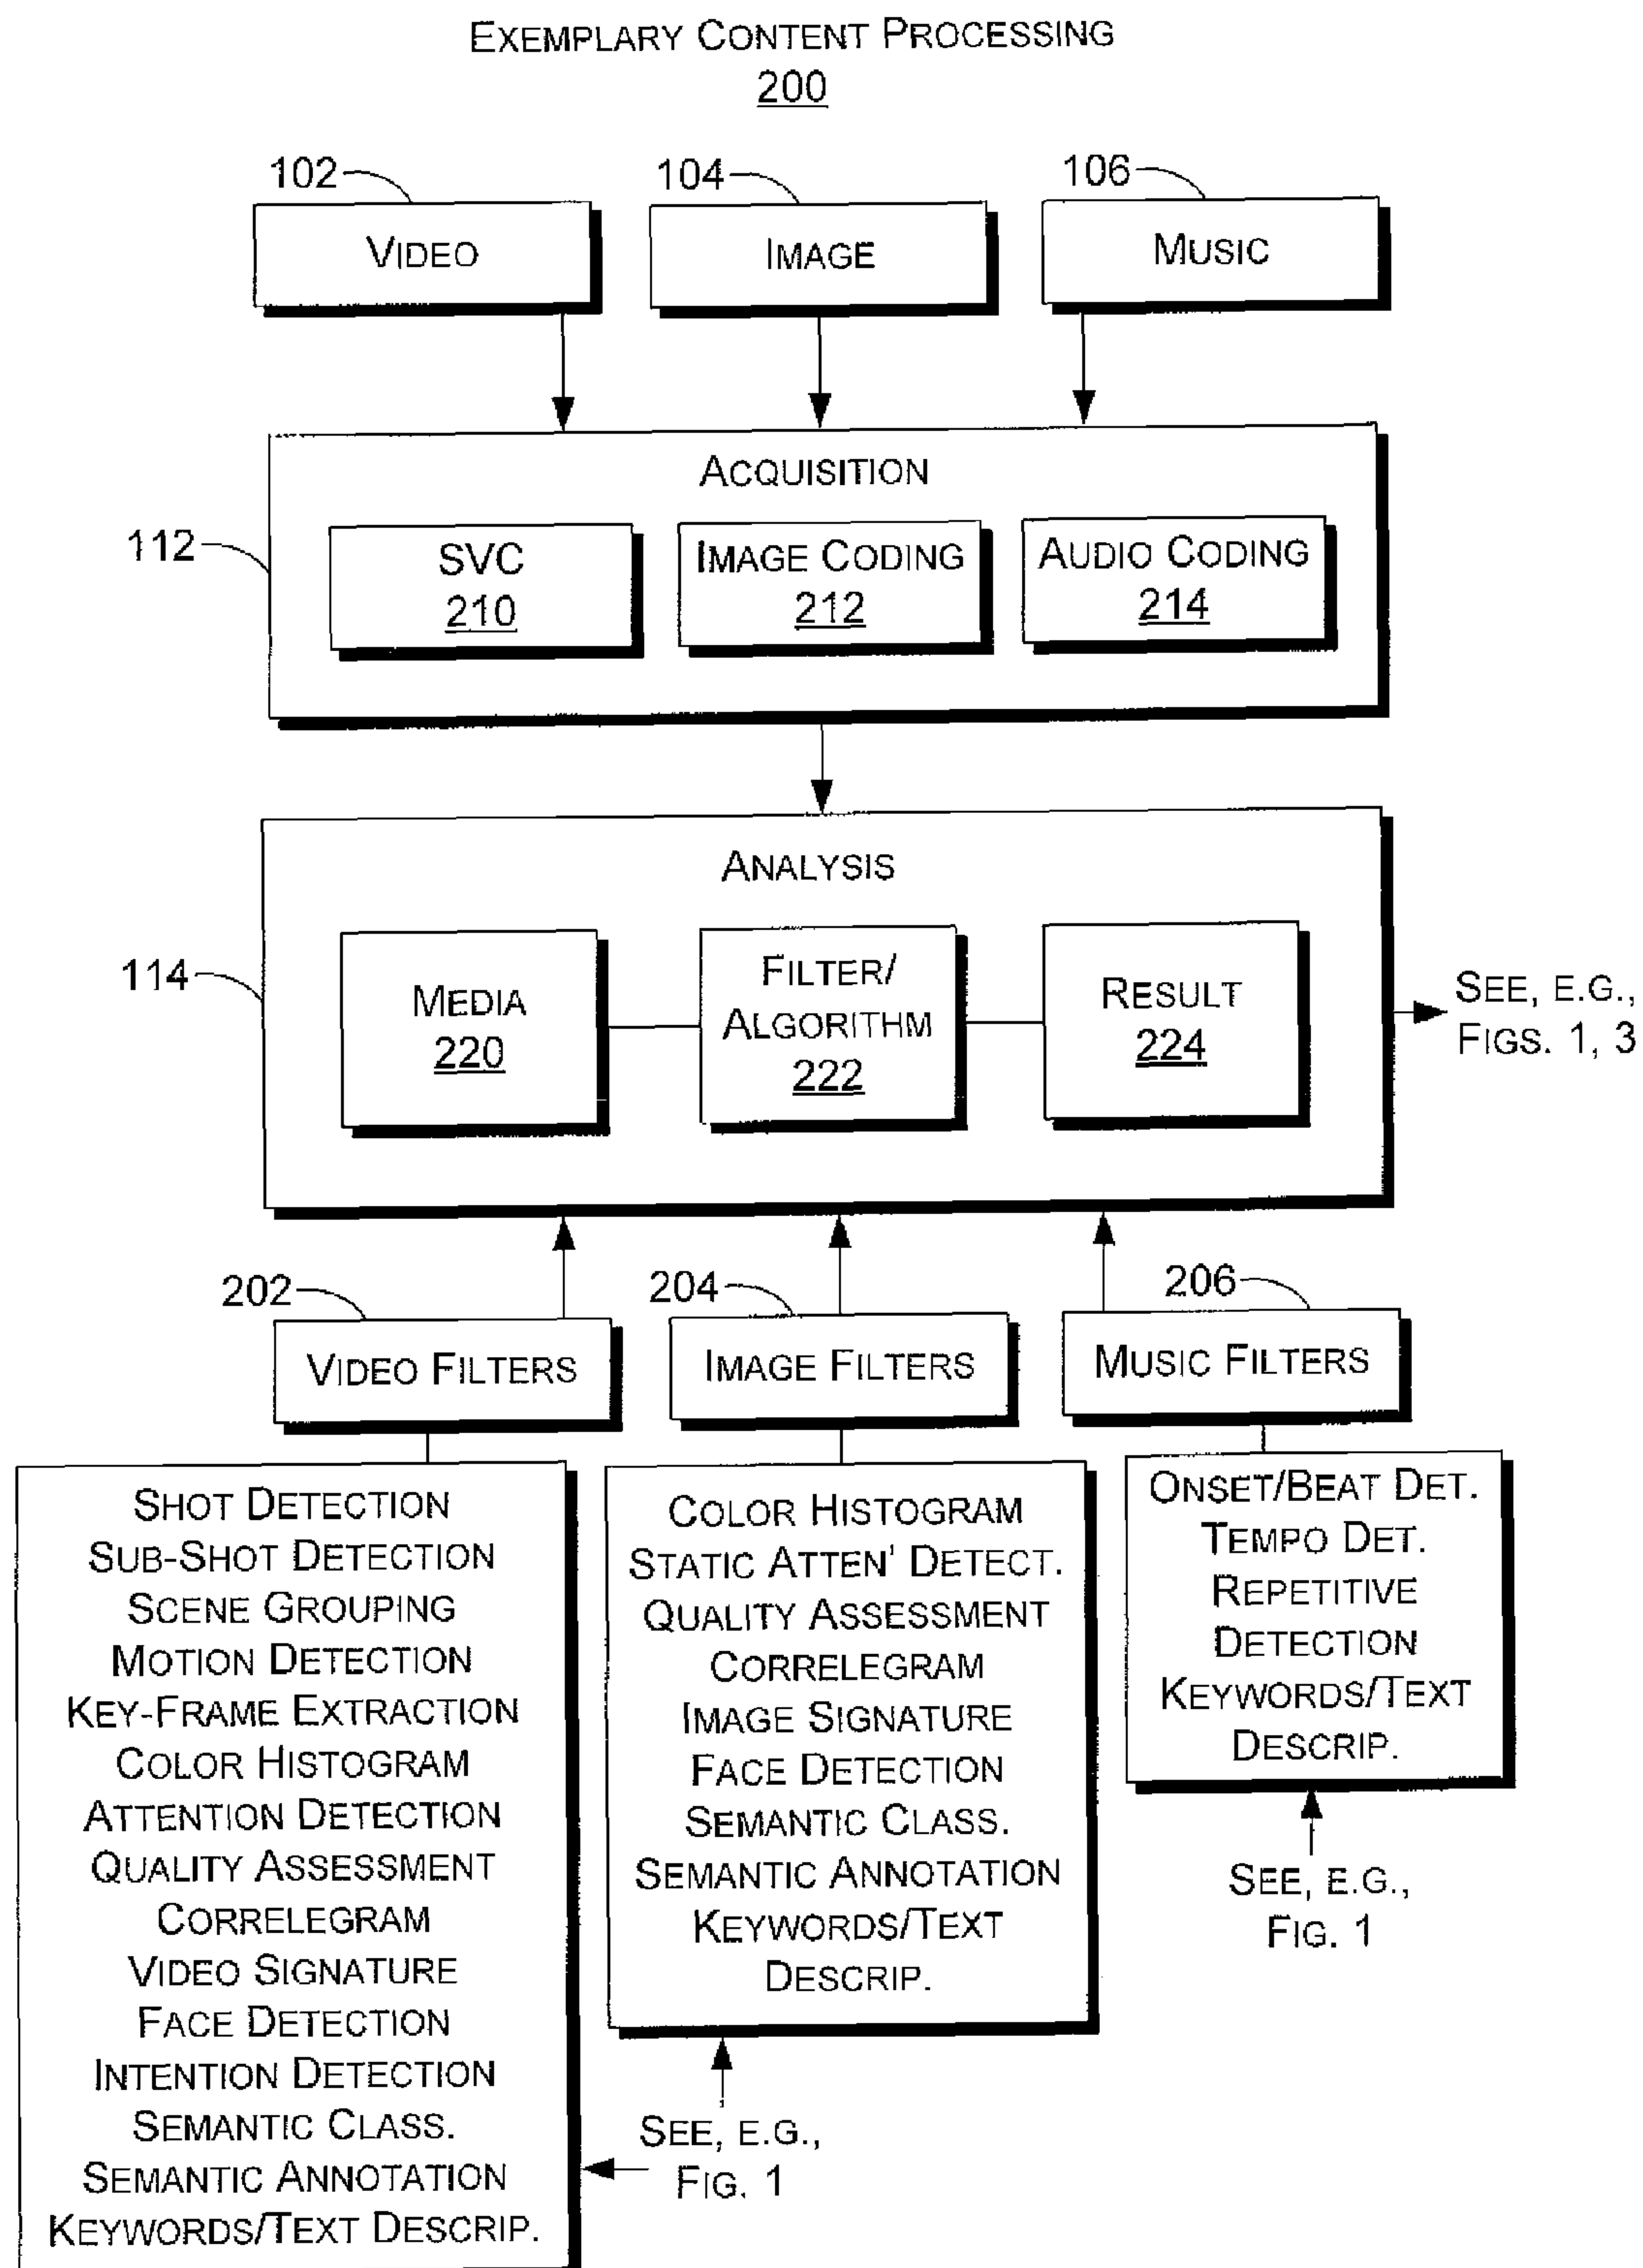 EXEMPLARY CONTENT PROCESSING
200
102
104
106
VIDEO
IMAGE
MUSIC
112
ACQUISITION
SVC
210
IMAGE CODING
212
AUDIO CODING
214
114
ANALYSIS
MEDIA
220
FILTER/
ALGORITHM
222
RESULT
224
SEE, E.G.,
FIGS. 1, 3
202
204
206
VIDEO FILTERS
IMAGE FILTERS
MUSIC FILTERS
SHOT DETECTION
SUB-SHOT DETECTION
SCENE GROUPING
MOTION DETECTION
KEY-FRAME EXTRACTION
COLOR HISTOGRAM
ATTENTION DETECTION
QUALITY ASSESSMENT
CORRELEGRAM
VIDEO SIGNATURE
FACE DETECTION
INTENTION DETECTION
SEMANTIC CLASS.
SEMANTIC ANNOTATION
KEYWORDS/TEXT DESCRIP.
COLOR HISTOGRAM
STATIC ATTEN' DETECT.
QUALITY ASSESSMENT
CORRELEGRAM
IMAGE SIGNATURE
FACE DETECTION
SEMANTIC CLASS.
SEMANTIC ANNOTATION
KEYWORDS/TEXT
DESCRIP.
ONSET/BEAT DET.
TEMPO DET.
REPETITIVE
DETECTION
KEYWORDS/TEXT
DESCRIP.
SEE, E.G.,
FIG. 1
SEE, E.G.,
FIG. 1